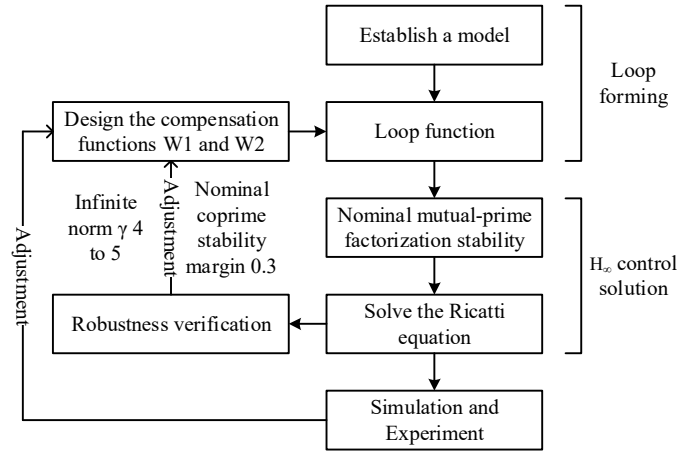 Establish a model
Loop
forming
Design the compensation
functions W1 and W2
Loop function
Adjustment
Infinite
norm γ 4
to 5
Adjustment
Nominal
coprime
stability
margin 0.3
Nominal mutual-prime
factorization stability
H∞ control
solution
Robustness verification
Solve the Ricatti
equation
Simulation and
Experiment